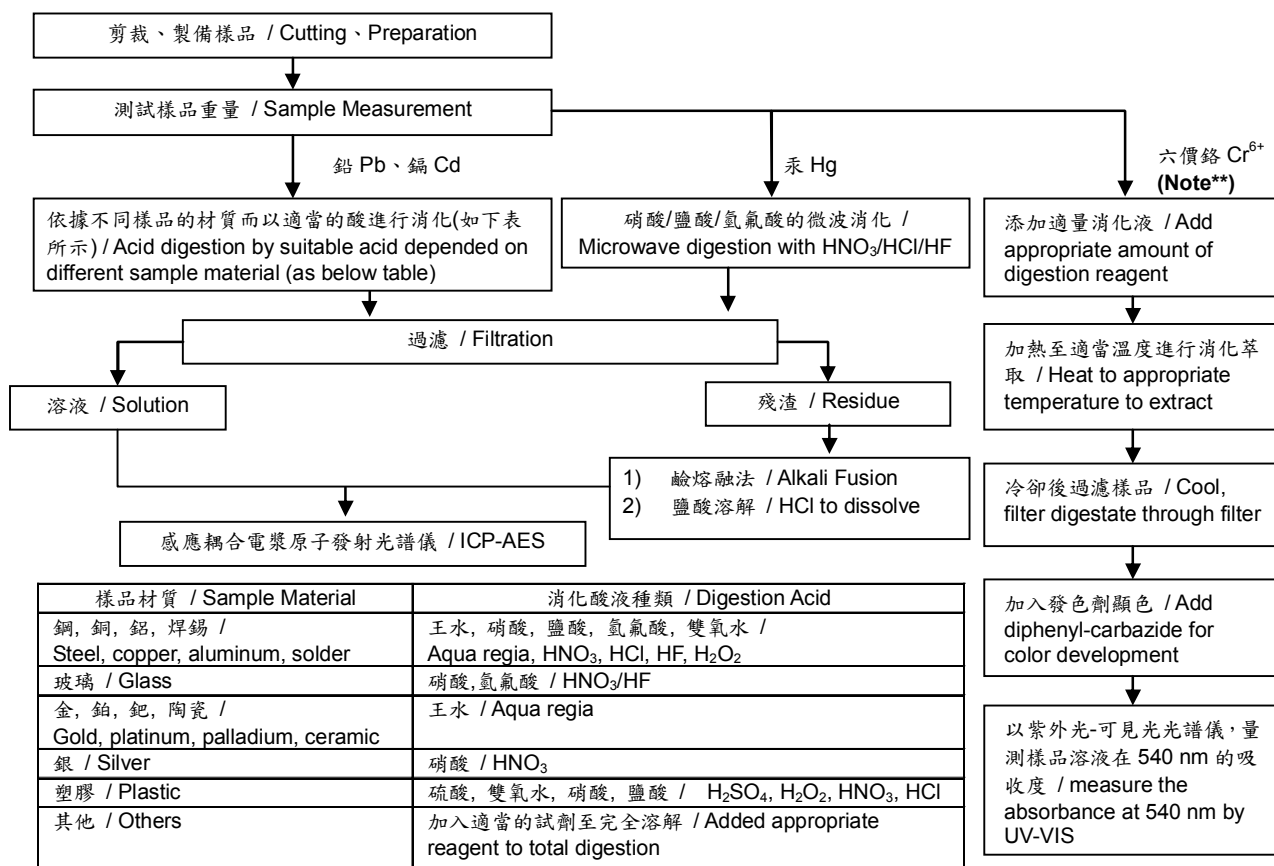 剪裁、製備樣品 / Cutting、Preparation
測試樣品重量 / Sample Measurement
鉛 Pb、鎘 Cd
汞 Hg
六價鉻 Cr⁶⁺
(Note**)
依據不同樣品的材質而以適當的酸進行消化(如下表
所示) / Acid digestion by suitable acid depended on
different sample material (as below table)
硝酸/鹽酸/氫氟酸的微波消化 /
Microwave digestion with HNO₃/HCl/HF
添加適量消化液 / Add
appropriate amount of
digestion reagent
過濾 / Filtration
加熱至適當溫度進行消化萃
取 / Heat to appropriate
temperature to extract
溶液 / Solution
殘渣 / Residue
1) 鹼熔融法 / Alkali Fusion
2) 鹽酸溶解 / HCl to dissolve
冷卻後過濾樣品 / Cool,
filter digestate through filter
感應耦合電漿原子發射光譜儀 / ICP-AES
加入發色劑顯色 / Add
diphenyl-carbazide for
color development
以紫外光-可見光光譜儀,量
測樣品溶液在 540 nm 的吸
收度 / measure the
absorbance at 540 nm by
UV-VIS
樣品材質 / Sample Material
消化酸液種類 / Digestion Acid
鋼, 銅, 鋁, 焊錫 /
Steel, copper, aluminum, solder
王水, 硝酸, 鹽酸, 氫氟酸, 雙氧水 /
Aqua regia, HNO₃, HCl, HF, H₂O₂
玻璃 / Glass
硝酸,氫氟酸 / HNO₃/HF
金, 鉑, 鈀, 陶瓷 /
Gold, platinum, palladium, ceramic
王水 / Aqua regia
銀 / Silver
硝酸 / HNO₃
塑膠 / Plastic
硫酸, 雙氧水, 硝酸, 鹽酸 / H₂SO₄, H₂O₂, HNO₃, HCl
其他 / Others
加入適當的試劑至完全溶解 / Added appropriate
reagent to total digestion